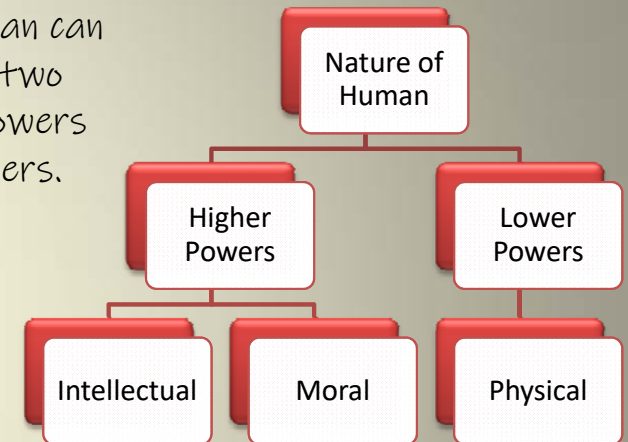 an can
two
owers
ers.
Nature of
Human
Higher
Powers
Lower
Powers
Intellectual
Moral
Physical